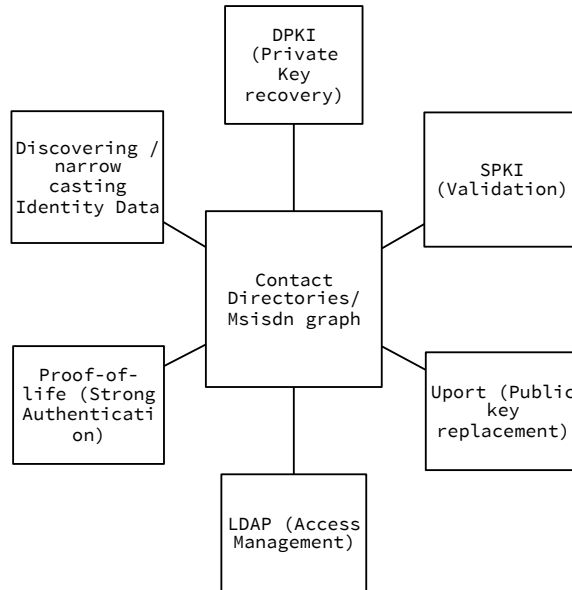 DPKI
(Private
Key
recovery)
Discovering /
narrow
casting
Identity Data
SPKI
(Validation)
Contact
Directories/
Msisdn graph
Proof-of-
life (Strong
Authenticati
on)
Uport (Public
key
replacement)
LDAP (Access
Management)